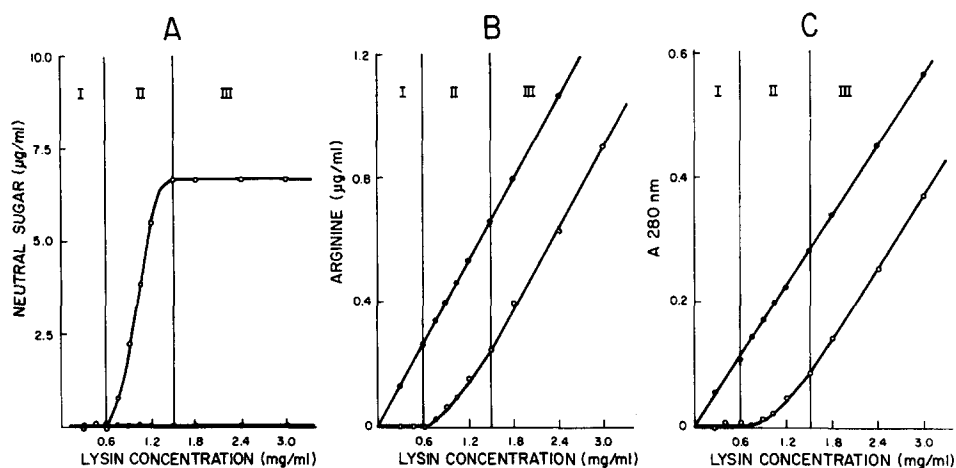 A
B
C
10.0
7.5
5.0
2.5
NEUTRAL SUGAR (µg/ml)
I
II
III
0.6
1.2
1.8
2.4
3.0
LYSIN CONCENTRATION (mg/ml)
1.2
0.8
0.4
0
ARGININE (µg/ml)
I
II
III
0.6
1.2
1.8
2.4
3.0
LYSIN CONCENTRATION (mg/ml)
0.6
0.4
0.2
0
A 280 nm
I
II
III
0.6
1.2
1.8
2.4
3.0
LYSIN CONCENTRATION (mg/ml)